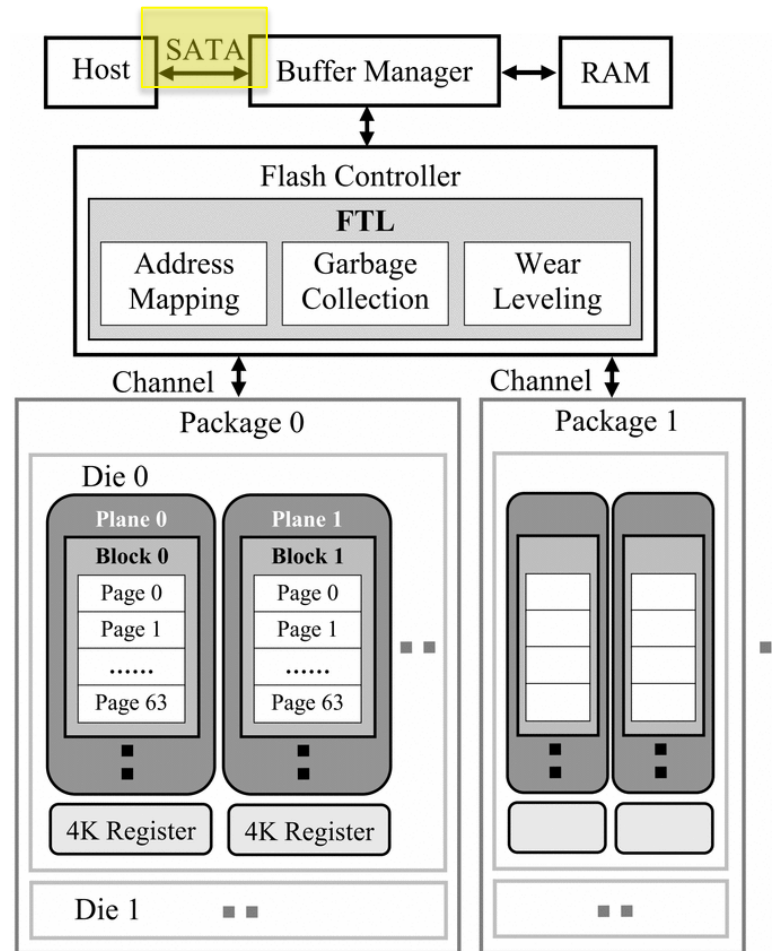 SATA
Host
Buffer Manager
RAM
Flash Controller
FTL
Address
Mapping
Garbage
Collection
Wear
Leveling
Channel
Channel
Package 0
Package 1
Die 0
Plane 0
Plane 1
Block 0
Block 1
Page 0
Page 0
Page 1
Page 1
......
......
Page 63
Page 63
4K Register
4K Register
Die 1